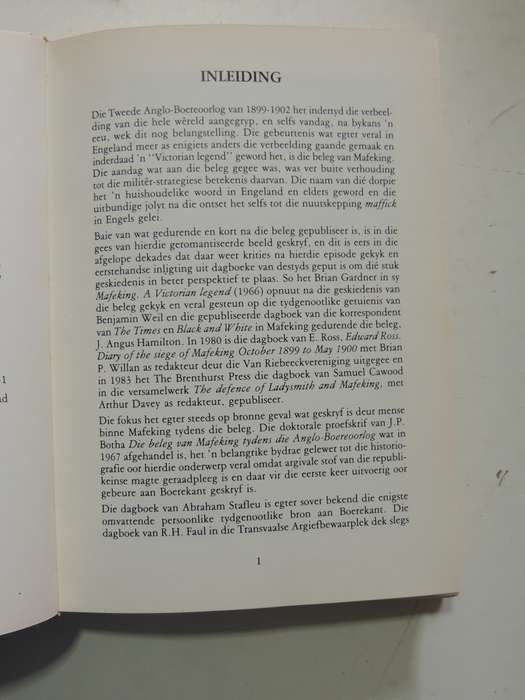 INLEIDING
Die Tweede Anglo-Boereoorlog van 1899-1902 het indertyd die verbeel-
ding van die hele wêreld aangegryp, en selfs vandag, na bykans 'n
eeu, wek dit nog belangstelling. Die gebeurtenis wat egter veral in
Engeland meer as enigiets anders die verbeelding gaande gemaak en
inderdaad 'n "Victorian legend" geword het, is die beleg van Mafeking.
Die aandag wat aan die beleg gegee was, was ver buite verhouding
tot die militêr-strategiese betekenis daarvan. Die naam van dié dorpie
het 'n huishoudelike woord in Engeland en elders geword en die
uitbundige jolyt na die ontset het selfs tot die nuutskepping maffick
in Engels gelei.
Baie van wat gedurende en kort na die beleg gepubliseer is, is in die
gees van hierdie geromantiseerde beeld geskryf, en dit is eers in die
afgelope dekades dat daar weer krities na hierdie episode gekyk en
eerstehandse inligting uit dagboeke van destyds geput is om dié stuk
geskiedenis in beter perspektief te plaas. So het Brian Gardner in sy
Mafeking. A Victorian legend (1966) opnuut na die geskiedenis van
die beleg gekyk en veral gesteun op die tydgenootlike getuienis van
Benjamin Weil en die gepubliseerde dagboek van die korrespondent
van The Times en Black and White in Mafeking gedurende die beleg,
J. Angus Hamilton. In 1980 is die dagboek van E. Ross, Edward Ross.
Diary of the siege of Mafeking October 1899 to May 1900 met Brian
P. Willan as redakteur deur die Van Riebeeckvereniging uitgegee en
in 1983 het The Brenthurst Press die dagboek van Samuel Cawood
in die versamelwerk The defence of Ladysmith and Mafeking, met
Arthur Davey as redakteur, gepubliseer.
Die fokus het egter steeds op bronne geval wat geskryf is deur mense
binne Mafeking tydens die beleg. Die doktorale proefskrif van J.P.
Botha Die beleg van Mafeking tydens die Anglo-Boereoorlog wat in
1967 afgehandel is, het 'n belangrike bydrae gelewer tot die historio-
grafie oor hierdie onderwerp veral omdat argivale stof van die republi-
keinse magte geraadpleeg is en daar vir die eerste keer uitvoerig oor
gebeure aan Boerekant geskryf is.
Die dagboek van Abraham Stafleu is egter sover bekend die enigste
omvattende persoonlike tydgenootlike bron aan Boerekant. Die
dagboek van R.H. Faul in die Transvaalse Argiefbewaarplek dek slegs
1